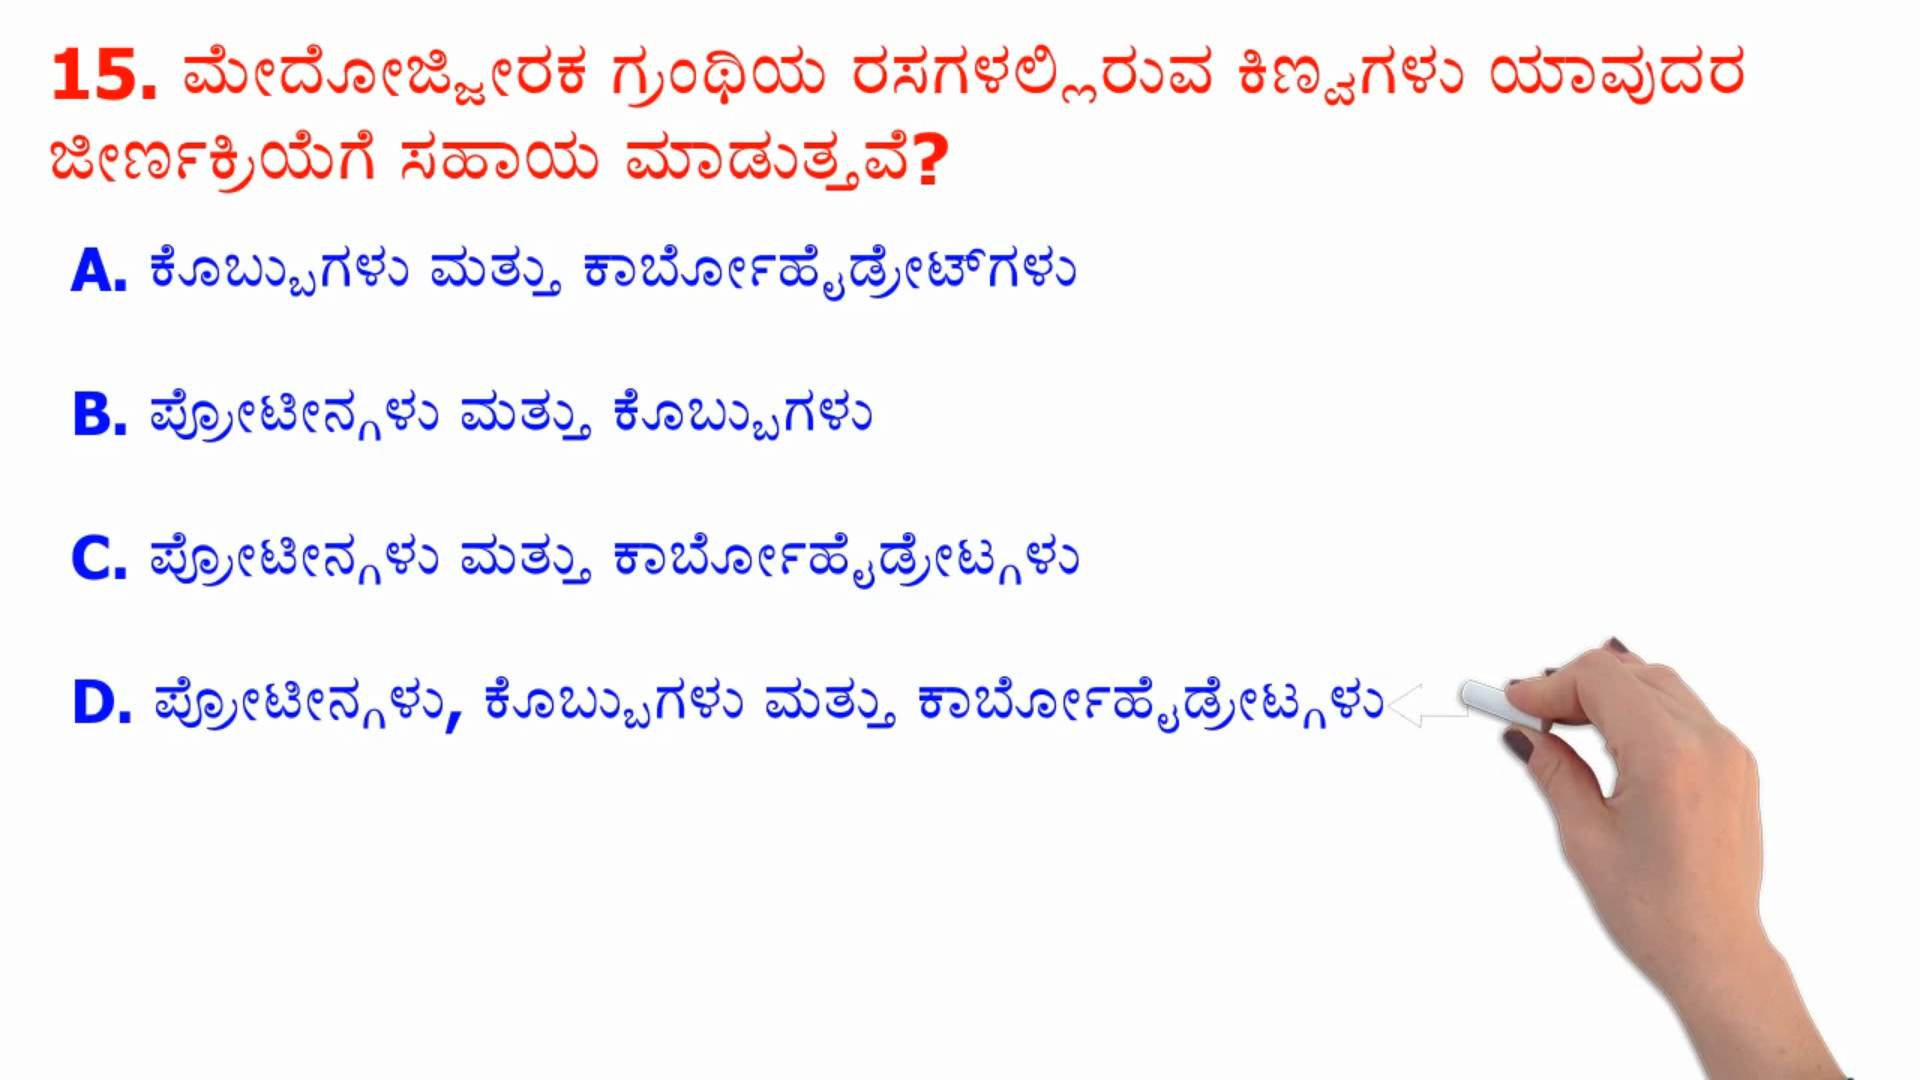 15. ಮೇದೋಜ್ಜೀರಕ ಗ್ರಂಥಿಯ ರಸಗಳಲ್ಲಿರುವ ಕಿಣ್ವಗಳು ಯಾವುದರ
ಜೀರ್ಣಕ್ರಿಯೆಗೆ ಸಹಾಯ ಮಾಡುತ್ತವೆ?
A. ಕೊಬ್ಬುಗಳು ಮತ್ತು ಕಾರ್ಬೋಹೈಡ್ರೇಟ್‌ಗಳು
B. ಪ್ರೋಟೀನ್ಗಳು ಮತ್ತು ಕೊಬ್ಬುಗಳು
C. ಪ್ರೋಟೀನ್ಗಳು ಮತ್ತು ಕಾರ್ಬೋಹೈಡ್ರೇಟ್ಗಳು
D. ಪ್ರೋಟೀನ್ಗಳು, ಕೊಬ್ಬುಗಳು ಮತ್ತು ಕಾರ್ಬೋಹೈಡ್ರೇಟ್ಗಳು